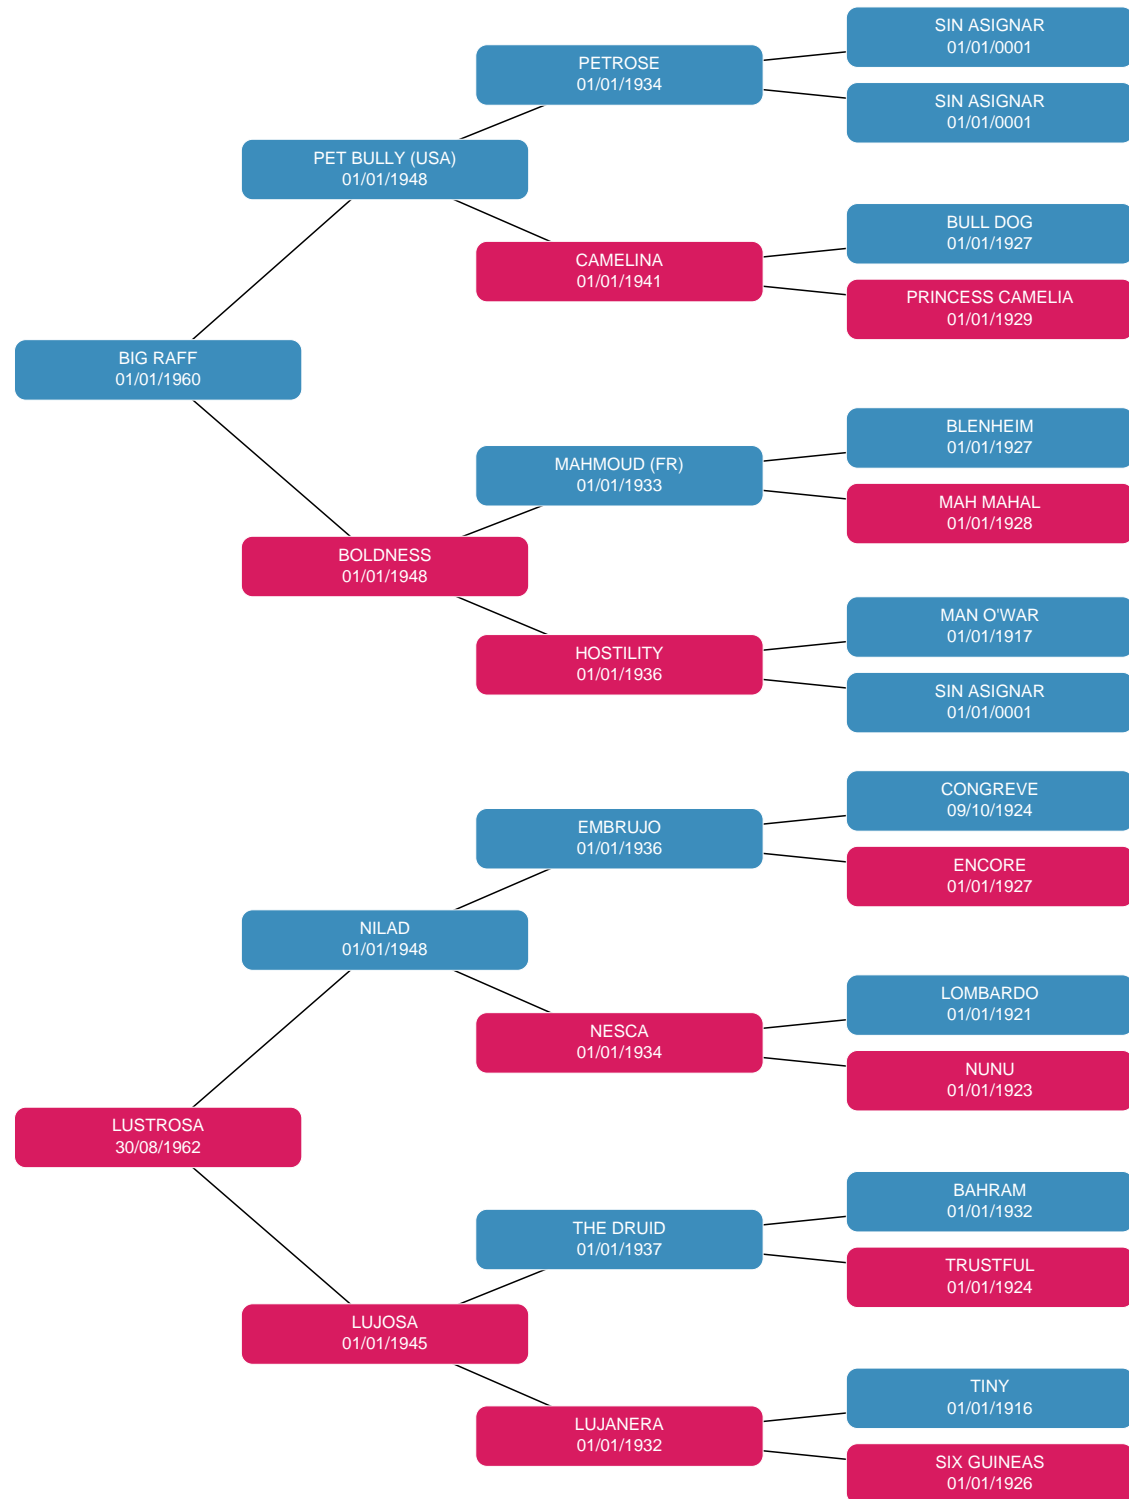 SIN ASIGNAR
01/01/0001
PETROSE
01/01/1934
SIN ASIGNAR
01/01/0001
PET BULLY (USA)
01/01/1948
BULL DOG
01/01/1927
CAMELINA
01/01/1941
PRINCESS CAMELIA
01/01/1929
BIG RAFF
01/01/1960
BLENHEIM
01/01/1927
MAHMOUD (FR)
01/01/1933
MAH MAHAL
01/01/1928
BOLDNESS
01/01/1948
MAN O'WAR
01/01/1917
HOSTILITY
01/01/1936
SIN ASIGNAR
01/01/0001
CONGREVE
09/10/1924
EMBRUJO
01/01/1936
ENCORE
01/01/1927
NILAD
01/01/1948
LOMBARDO
01/01/1921
NESCA
01/01/1934
NUNU
01/01/1923
LUSTROSA
30/08/1962
BAHRAM
01/01/1932
THE DRUID
01/01/1937
TRUSTFUL
01/01/1924
LUJOSA
01/01/1945
TINY
01/01/1916
LUJANERA
01/01/1932
SIX GUINEAS
01/01/1926